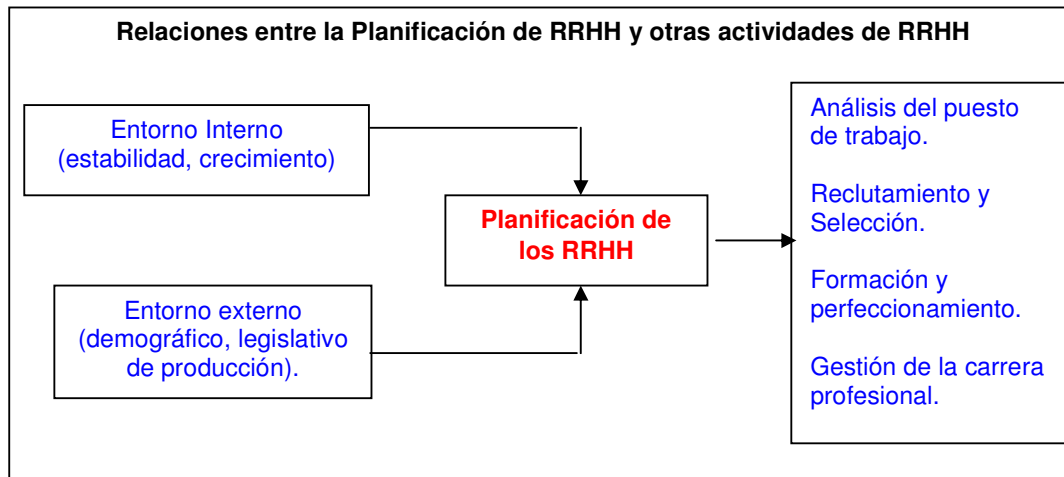 Relaciones entre la Planificación de RRHH y otras actividades de RRHH
Entorno Interno
(estabilidad, crecimiento)
Entorno externo
(demográfico, legislativo
de producción).
Planificación de
los RRHH
Análisis del puesto
de trabajo.
Reclutamiento y
Selección.
Formación y
perfeccionamiento.
Gestión de la carrera
profesional.